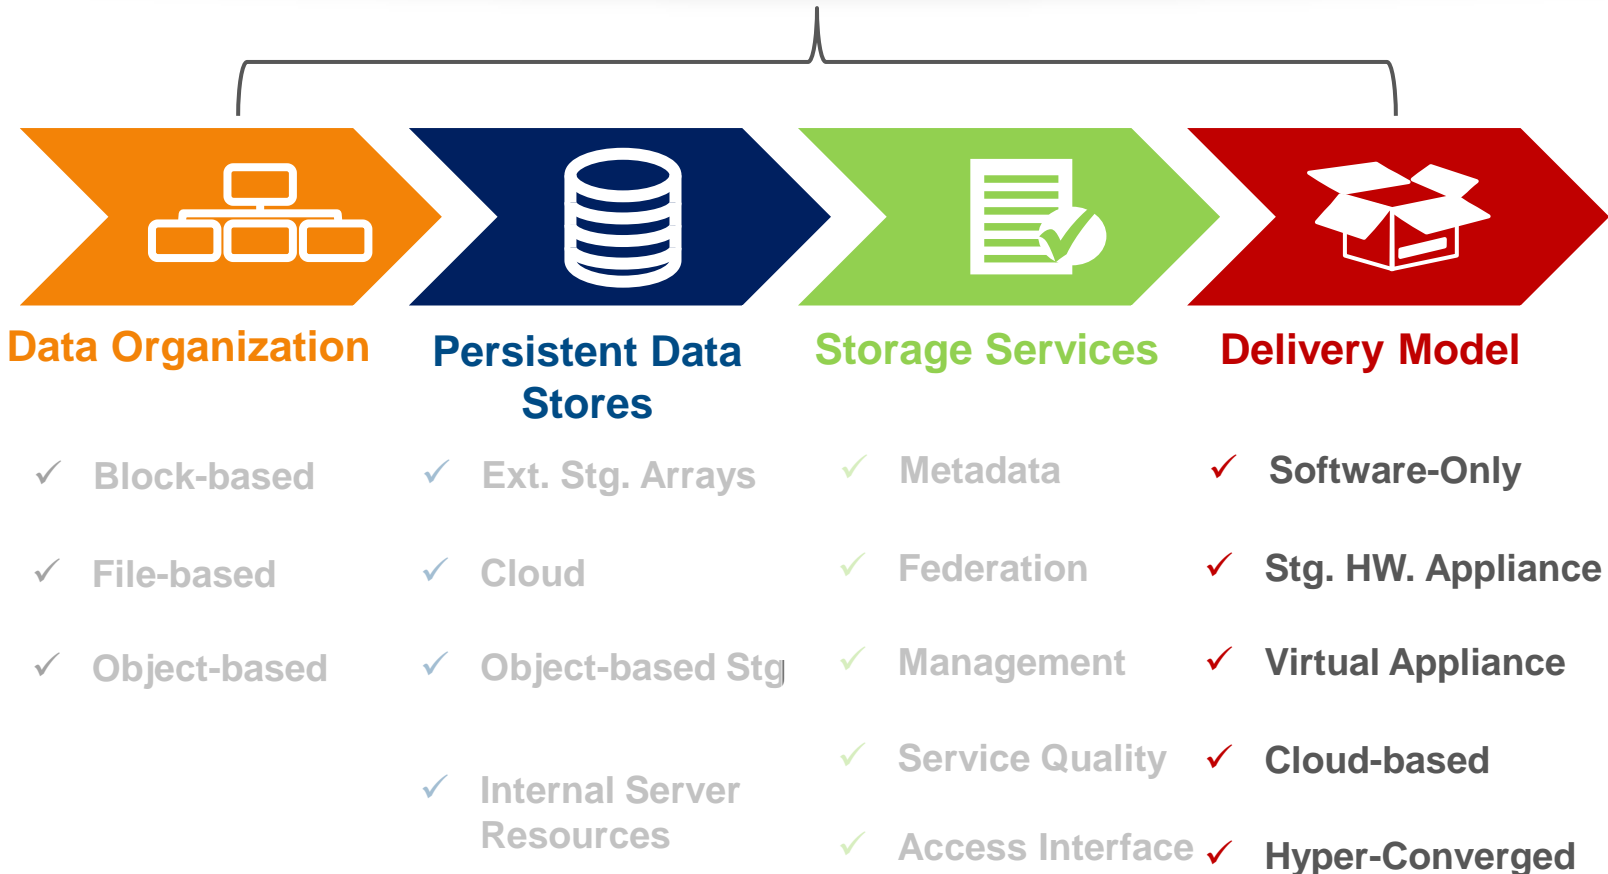 Data Organization
Block-based
File-based
Object-based
Persistent Data
Stores
Ext. Stg. Arrays
Cloud
Object-based Stg
Internal Server
Resources
Storage Services
Metadata
Federation
Management
Service Quality
Access Interface
Delivery Model
Software-Only
Stg. HW. Appliance
Virtual Appliance
Cloud-based
Hyper-Converged